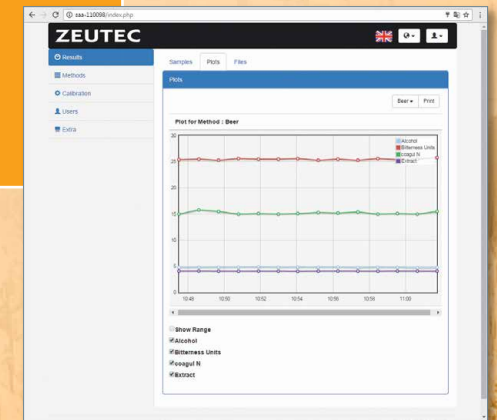 saa-110098/index.php
ZEUTEC
Results
Methods
Calibration
Users
Extra
Samples Plots Files
Plots
Beer Print
Plot for Method : Beer
30
25
20
15
10
5
0
Alcohol
Bitterness Units
coagul N
Extract
10:48 10:50 10:52 10:54 10:56 10:58 11:00
Show Range
Alcohol
Bitterness Units
coagul N
Extract